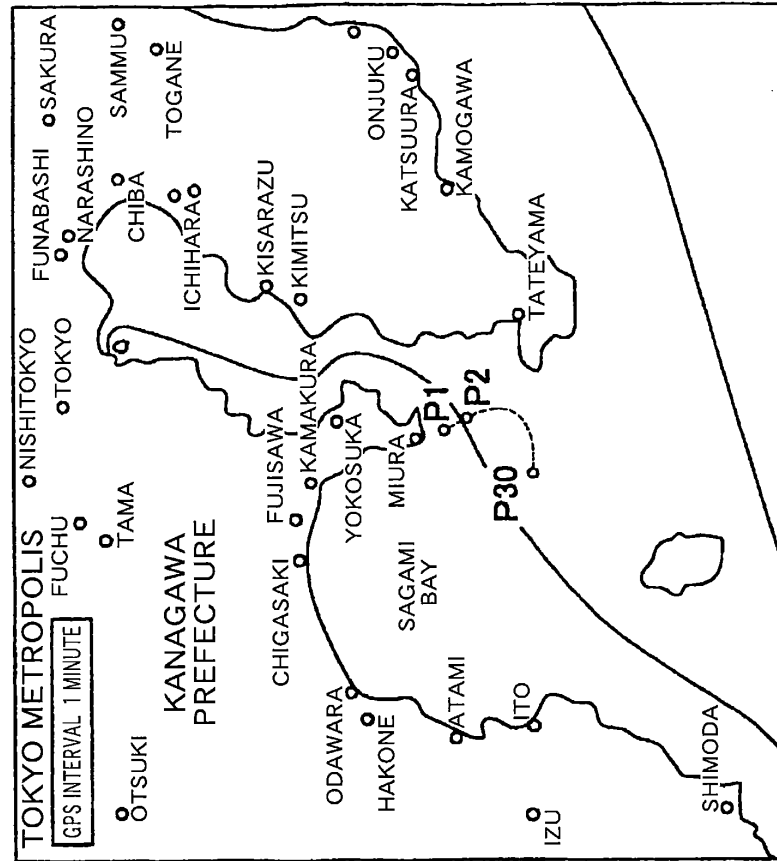 TOKYO METROPOLIS
GPS INTERVAL 1 MINUTE
NISHITOKYO
TOKYO
FUNABASHI
NARASHINO
SAKURA
SAMMU
TOGANE
FUCHU
TAMA
CHIBA
ICHIHARA
OTSUKI
KANAGAWA
PREFECTURE
KISARAZU
KIMITSU
FUJISAWA
KAMAKURA
CHIGASAKI
YOKOSUKA
ODAWARA
HAKONE
MIURA
SAGAMI
BAY
ONJUKU
KATSUURA
KAMOGAWA
P1
P2
P30
ATAMI
ITO
IZU
TATEYAMA
SHIMODA